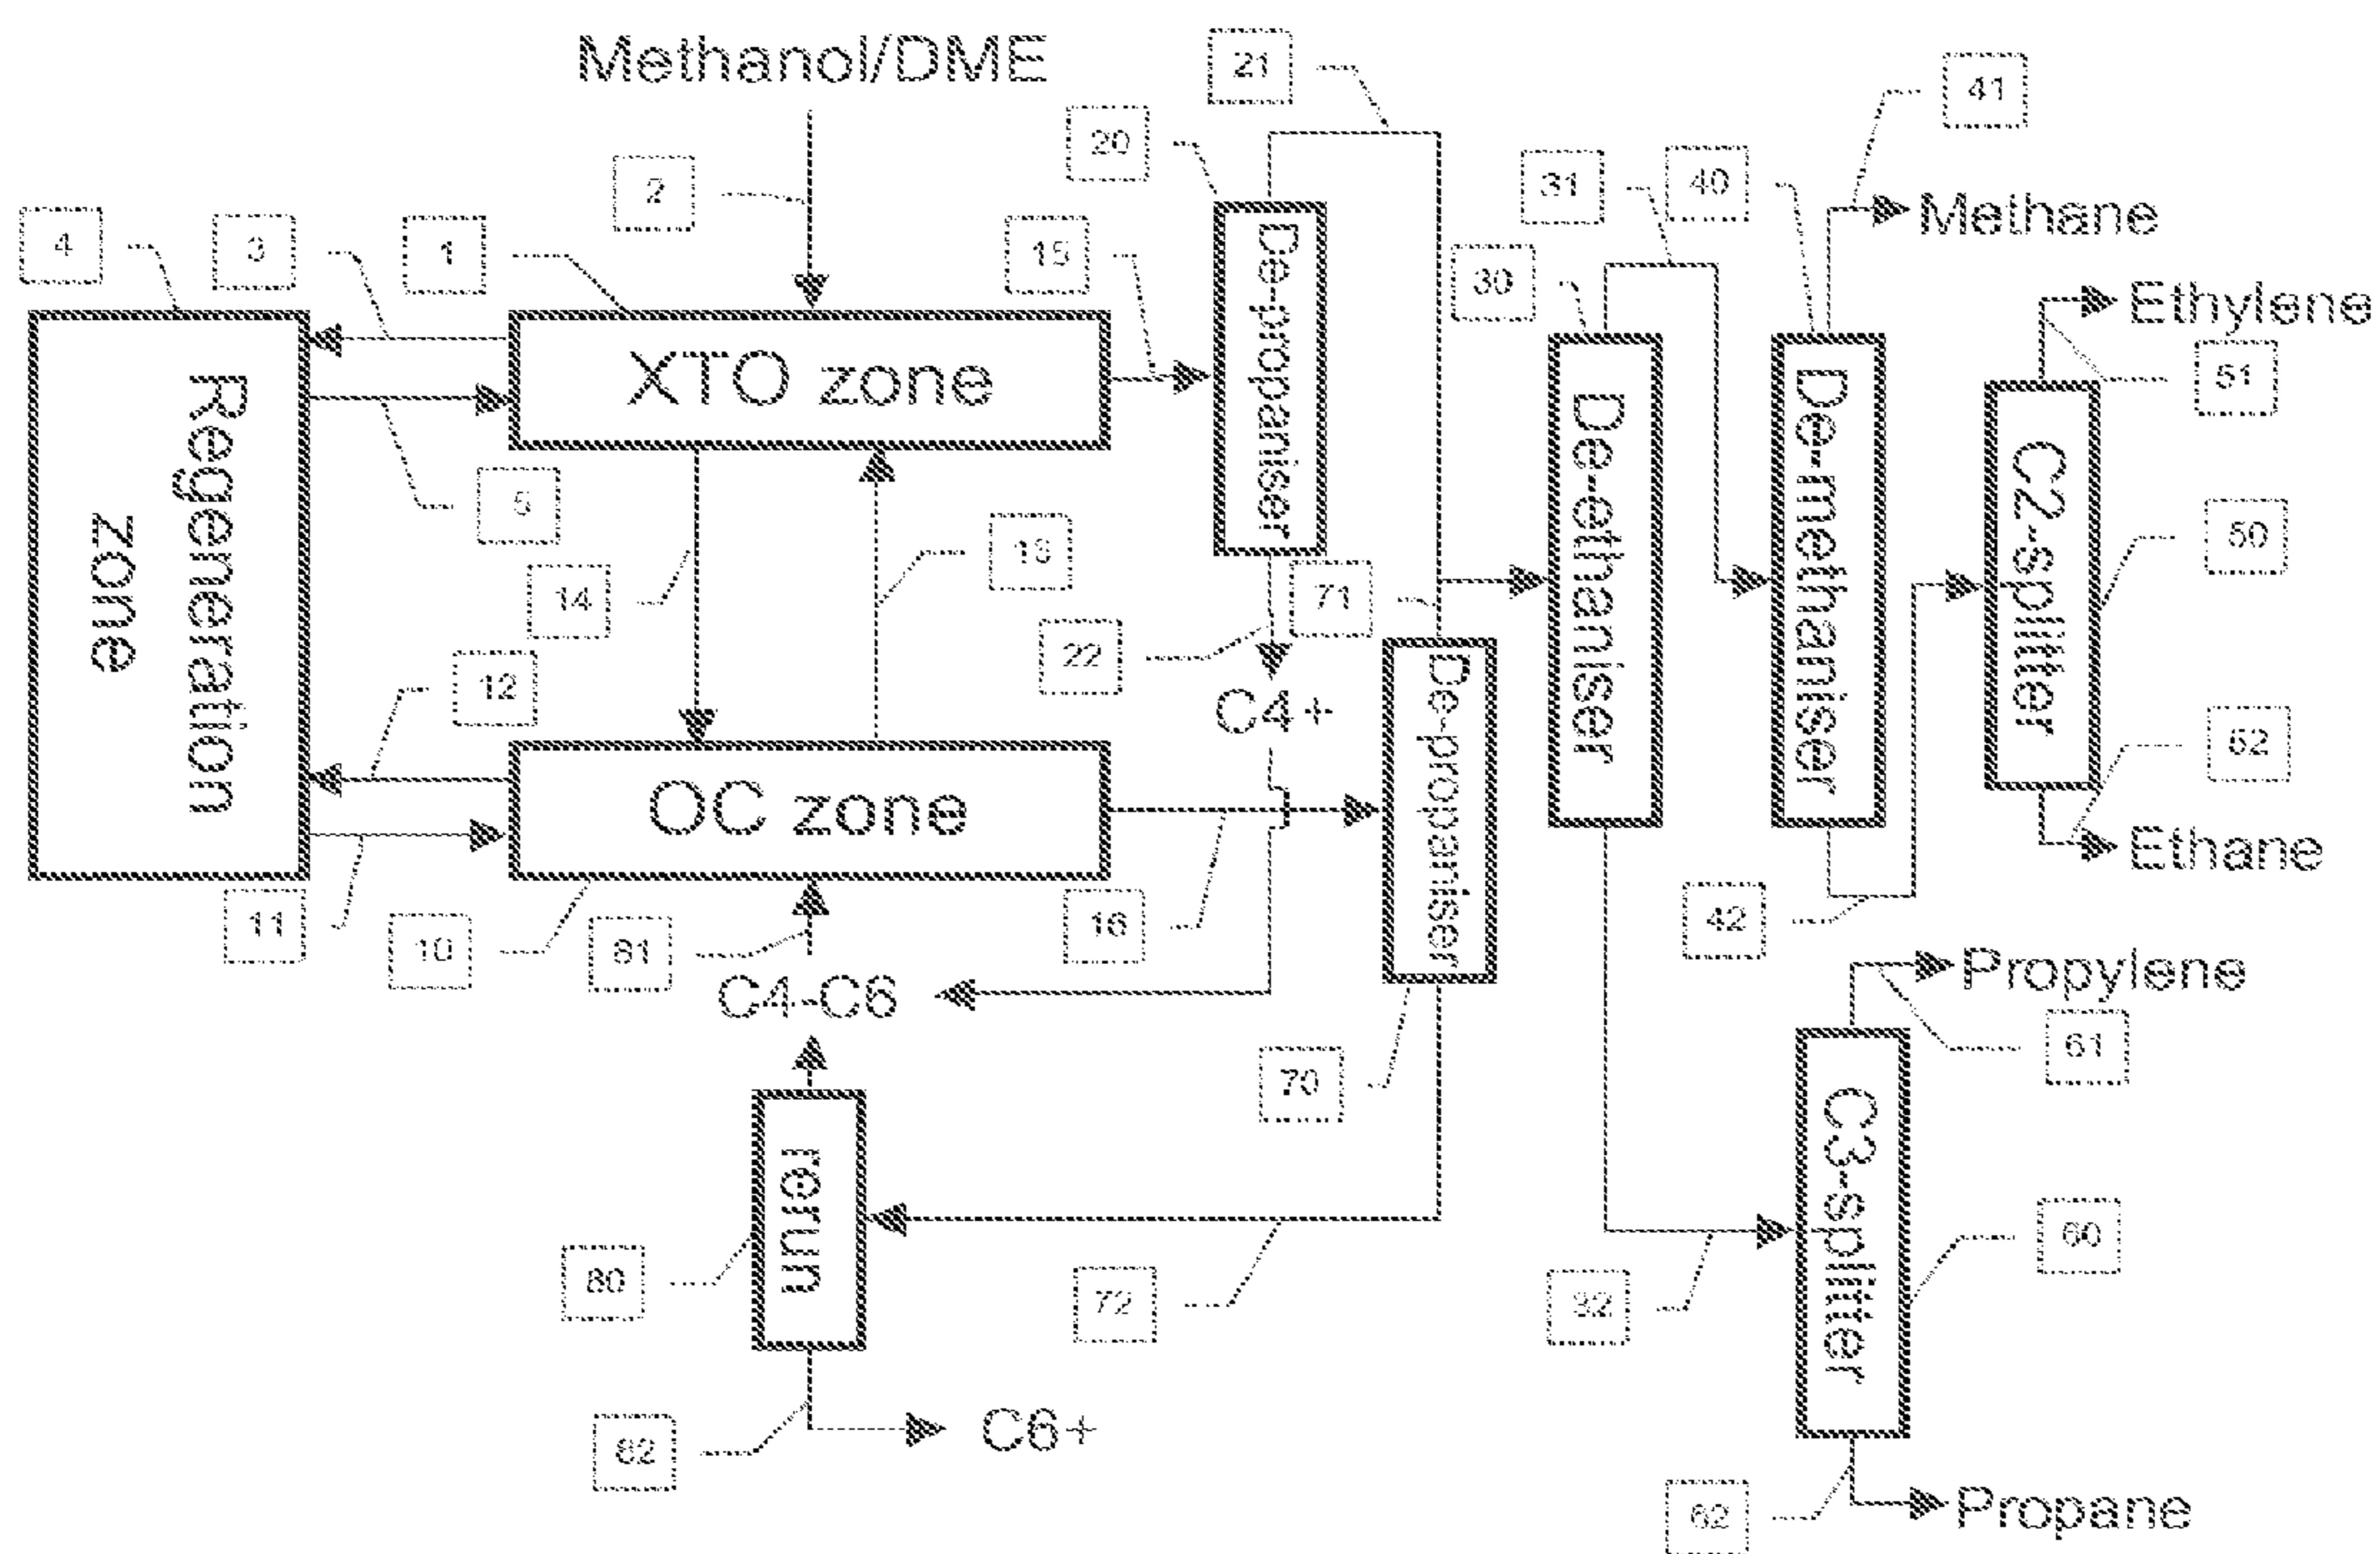 Methanol/DME
21
41
20
2
31
40
Methane
4
3
1
15
30
Ethylene
De-propaniser
XTO zone
51
Regeneration
zone
De-ethaniser
De-methaniser
C2-splitter
5
50
13
14
71
22
12
C4+
De-propaniser
52
OC zone
Ethane
11
10
81
16
42
C4-C6
Propylene
61
70
rerun
C3-splitter
60
80
72
32
C6+
82
62
Propane